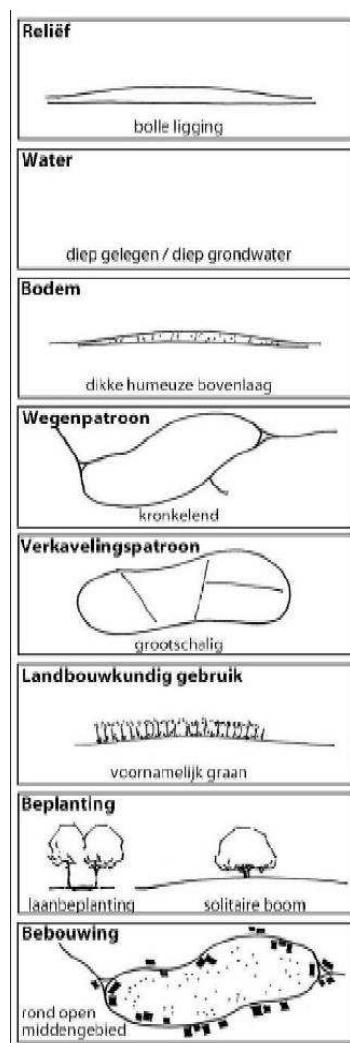 Reliëf
bolle ligging
Water
diep gelegen / diep grondwater
Bodem
dikke humeuze bovenlaag
Wegenpatroon
kronkelend
Verkavelingspatroon
grootschalig
Landbouwkundig gebruik
voornamelijk graan
Beplanting
laanbeplanting solitaire boom
Bebouwing
rond open
middengebied